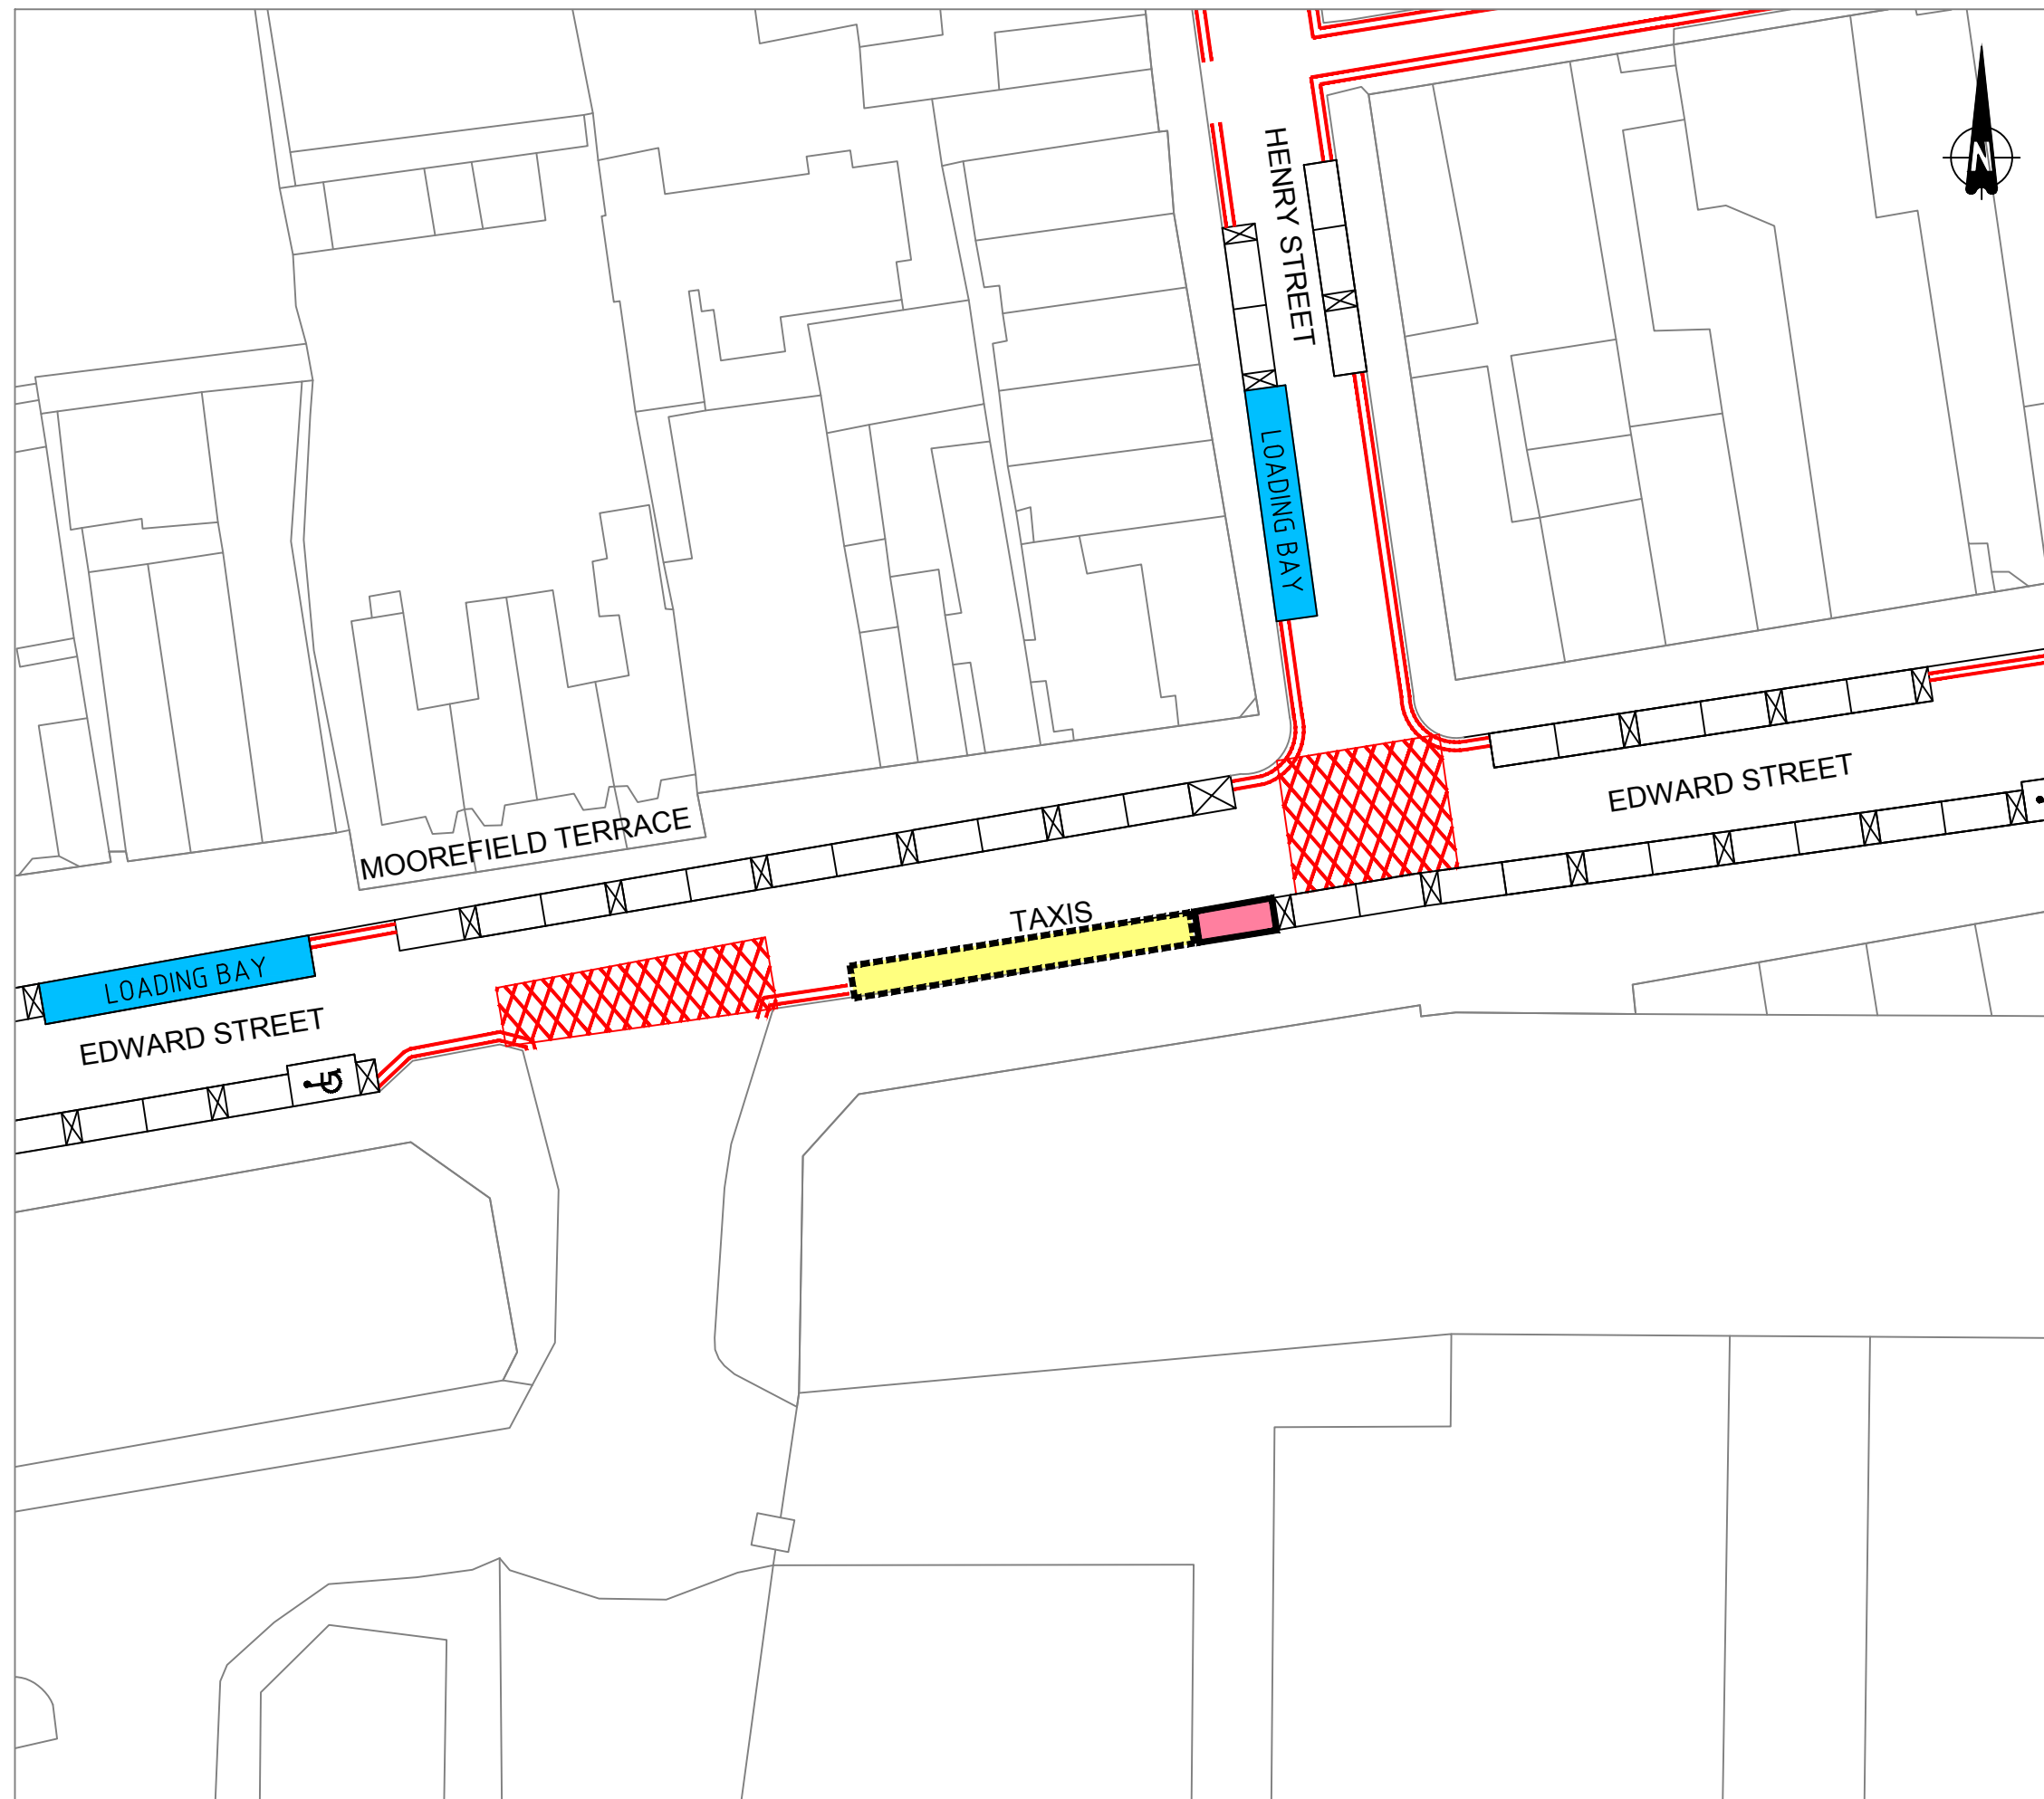 N
HENRY STREET
LOADING BAY
EDWARD STREET
MOOREFIELD TERRACE
TAXIS
LOADING BAY
EDWARD STREET